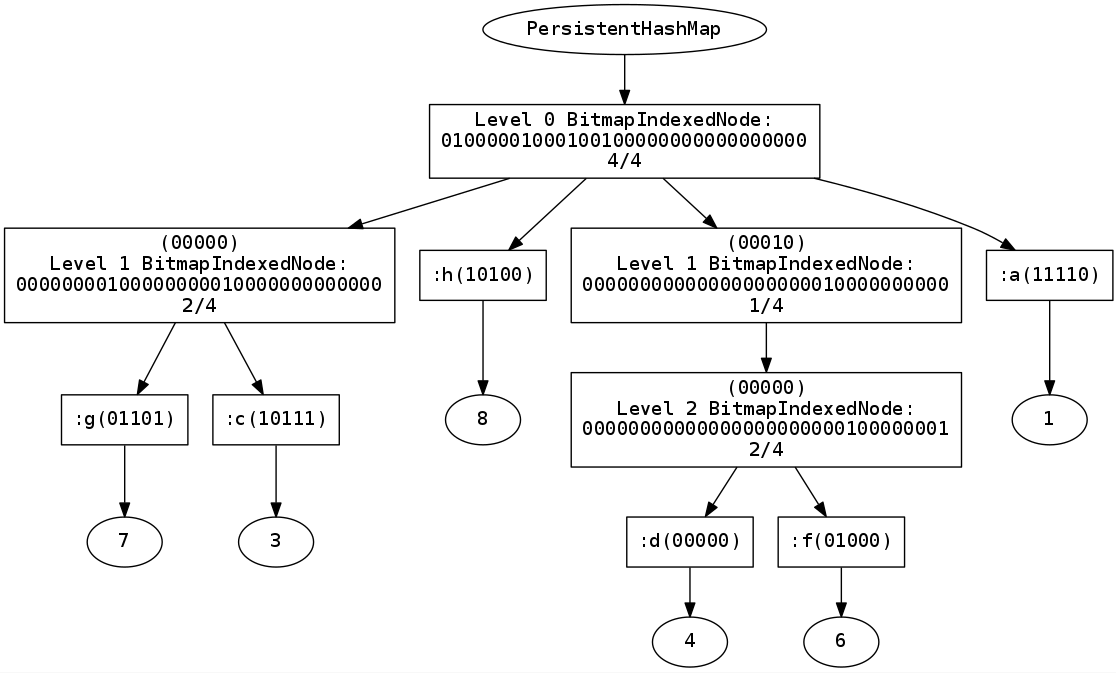 PersistentHashMap
Level 0 BitmapIndexedNode:
01000001000100100000000000000000
4/4
(00000)
Level 1 BitmapIndexedNode:
00000000100000000010000000000000
2/4
:h(10100)
(00010)
Level 1 BitmapIndexedNode:
00000000000000000000010000000000
1/4
:a(11110)
:g(01101)
:c(10111)
8
(00000)
Level 2 BitmapIndexedNode:
00000000000000000000000100000001
2/4
1
7
3
:d(00000)
:f(01000)
4
6